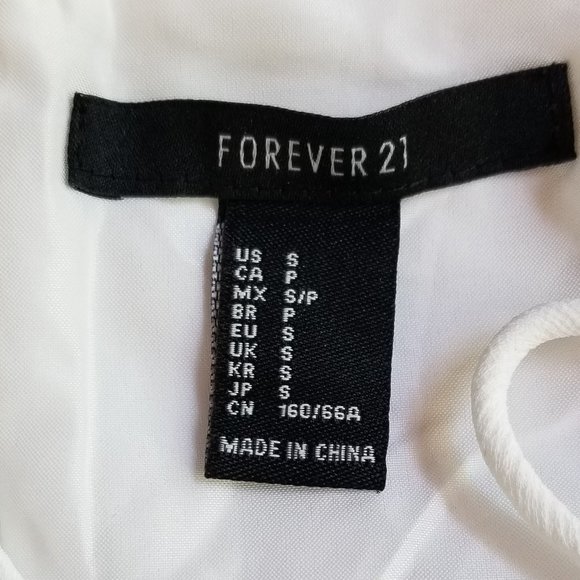 FOREVER 21
US S
CA P
MX S/P
BR P
EU S
UK S
KR S
JP S
CN 160/66A
MADE IN CHINA